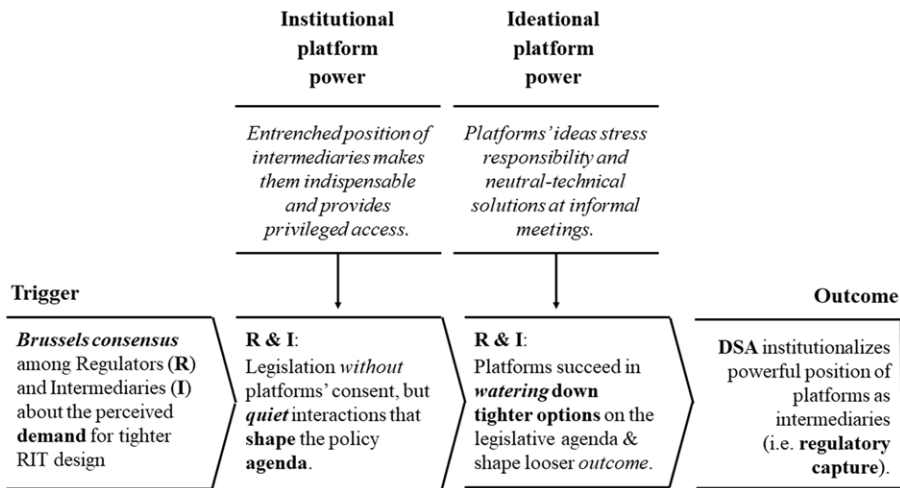 Institutional
platform
power
Ideational
platform
power
Entrenched position of
intermediaries makes
them indispensable
and provides
privileged access.
Platforms' ideas stress
responsibility and
neutral-technical
solutions at informal
meetings.
Trigger
Outcome
Brussels consensus
among Regulators (R)
and Intermediaries (I)
about the perceived
demand for tighter
RIT design
R & I:
Legislation without
platforms' consent, but
quiet interactions that
shape the policy
agenda.
R & I:
Platforms succeed in
watering down
tighter options on the
legislative agenda &
shape looser outcome.
DSA institutionalizes
powerful position of
platforms as
intermediaries
(i.e. regulatory
capture).